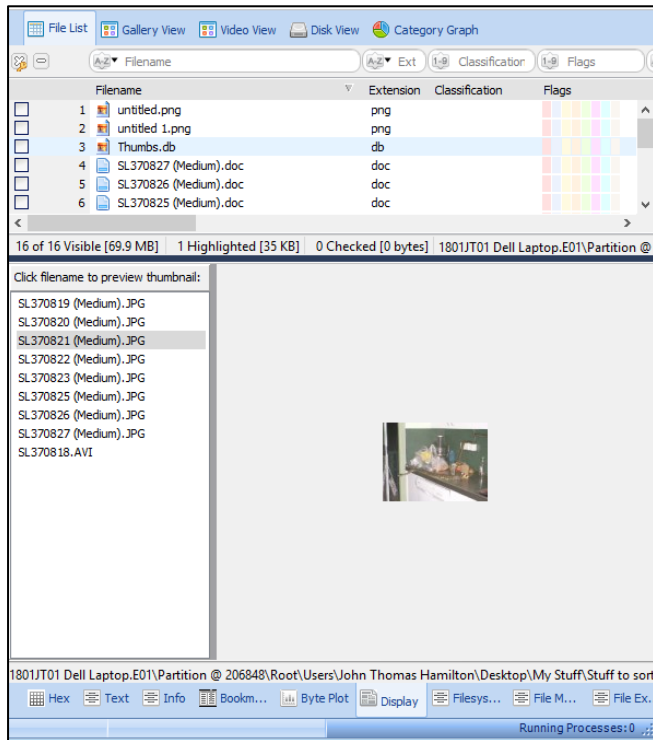 File List Gallery View Video View Disk View Category Graph
A-Z Filename A-Z Ext 1-9 Classification 1-9 Flags
Filename Extension Classification Flags
1 untitled.png png
2 untitled 1.png png
3 Thumbs.db db
4 SL370827 (Medium).doc doc
5 SL370826 (Medium).doc doc
6 SL370825 (Medium).doc doc
16 of 16 Visible [69.9 MB] 1 Highlighted [35 KB] 0 Checked [0 bytes] 1801JT01 Dell Laptop.E01\Partition @
Click filename to preview thumbnail:
SL370819 (Medium).JPG
SL370820 (Medium).JPG
SL370821 (Medium).JPG
SL370822 (Medium).JPG
SL370823 (Medium).JPG
SL370825 (Medium).JPG
SL370826 (Medium).JPG
SL370827 (Medium).JPG
SL370818.AVI
1801JT01 Dell Laptop.E01\Partition @ 206848\Root\Users\John Thomas Hamilton\Desktop\My Stuff\Stuff to sort
Hex Text Info Bookm... Byte Plot Display Filesys... File M... File Ex.
Running Processes: 0